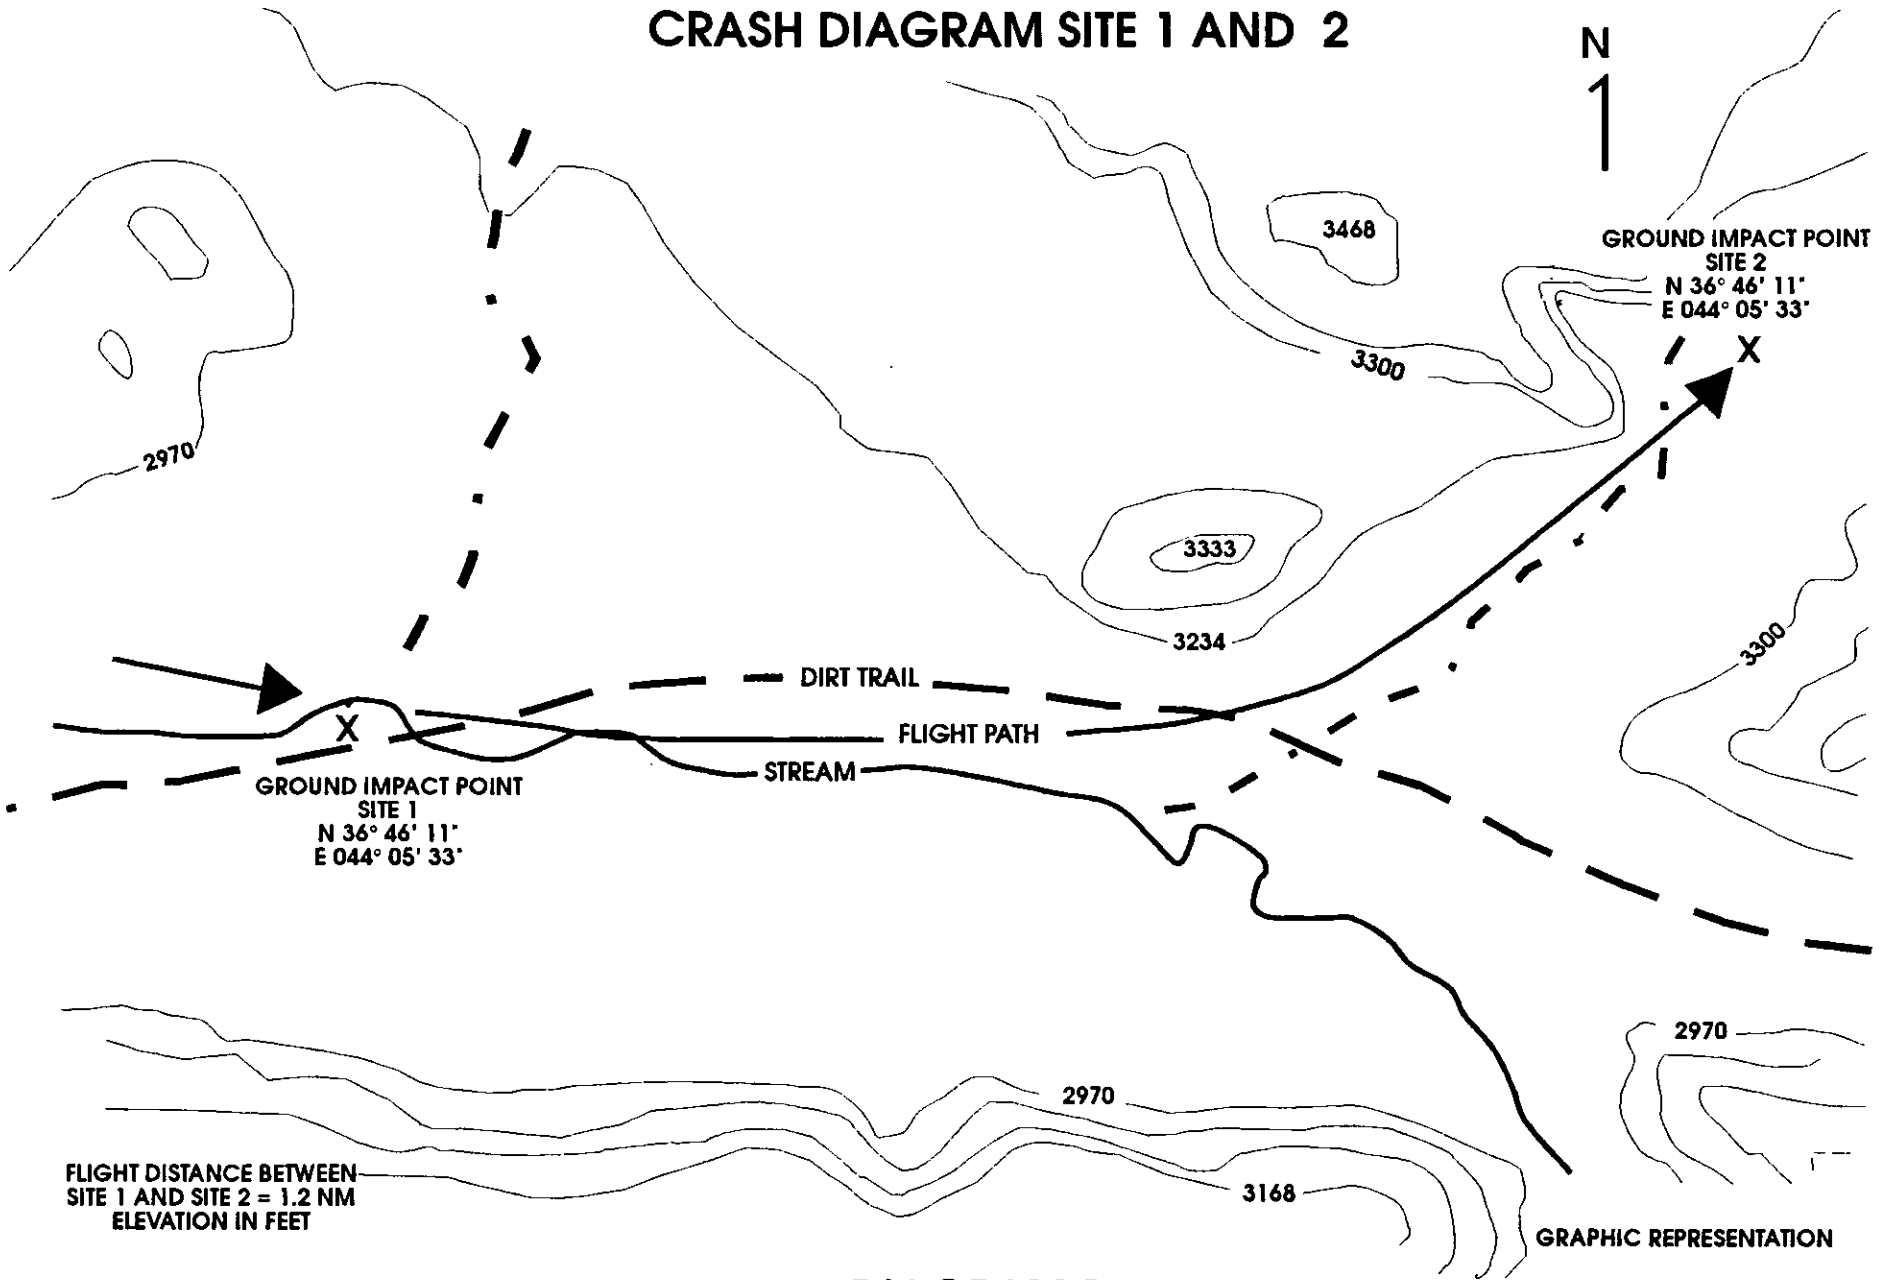 CRASH DIAGRAM SITE 1 AND 2
N
3468
GROUND IMPACT POINT
SITE 2
N 36° 46' 11"
E 044° 05' 33"
X
3300
2970
3333
3234
3300
DIRT TRAIL
FLIGHT PATH
STREAM
X
GROUND IMPACT POINT
SITE 1
N 36° 46' 11"
E 044° 05' 33"
2970
2970
3168
FLIGHT DISTANCE BETWEEN
SITE 1 AND SITE 2 = 1.2 NM
ELEVATION IN FEET
GRAPHIC REPRESENTATION